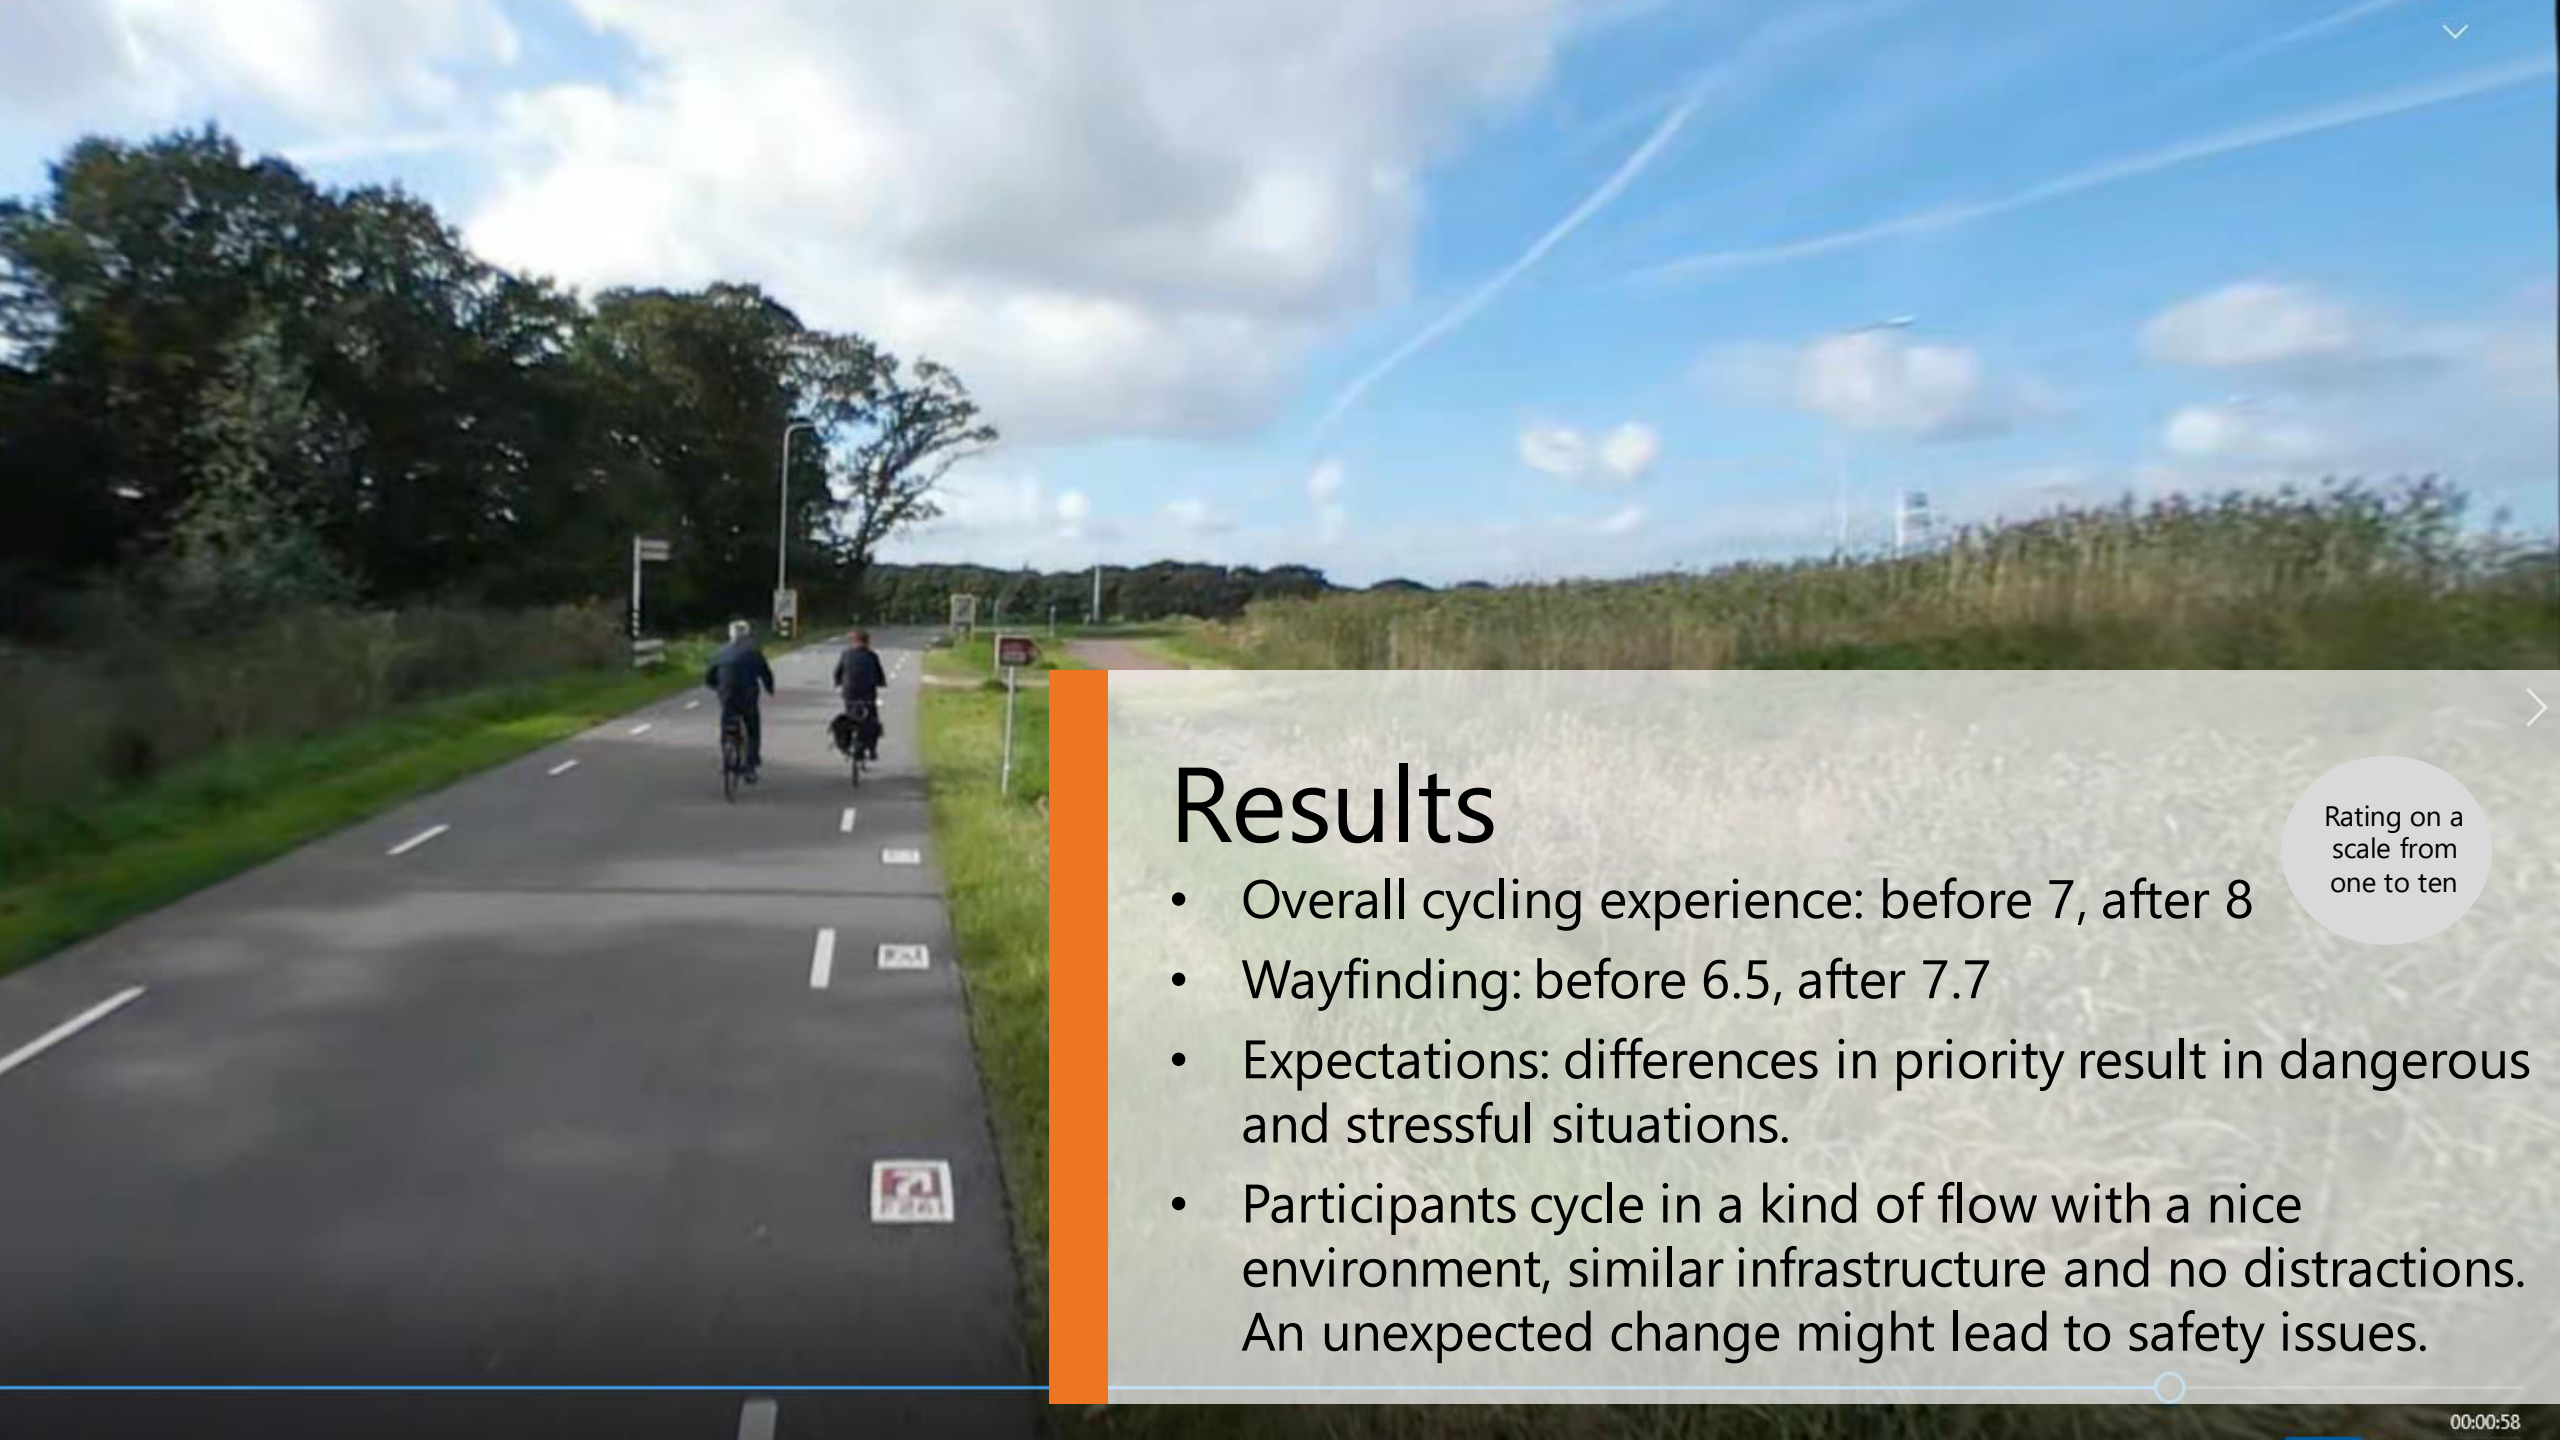 Results
Rating on a
scale from
one to ten
• Overall cycling experience: before 7, after 8
• Wayfinding: before 6.5, after 7.7
• Expectations: differences in priority result in dangerous
and stressful situations.
• Participants cycle in a kind of flow with a nice
environment, similar infrastructure and no distractions.
An unexpected change might lead to safety issues.
00:00:58